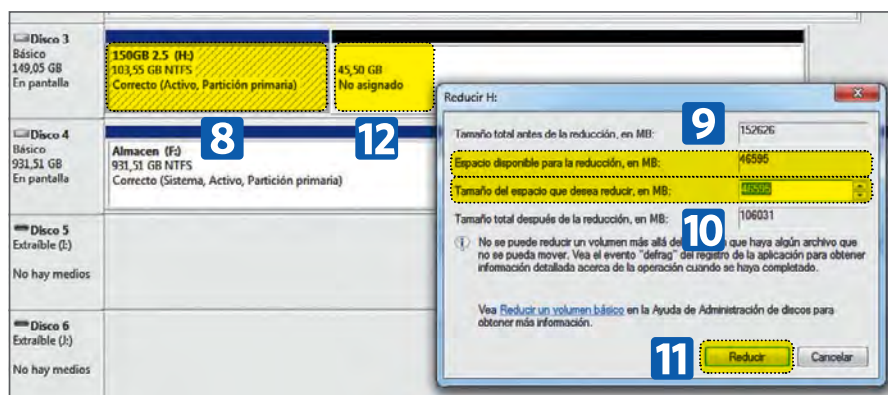 Disco 3
Básico
149,05 GB
En pantalla
150GB 2.5 (H:)
103,55 GB NTFS
Correcto (Activo, Partición primaria)
8
45,50 GB
No asignado
12
Disco 4
Básico
931,51 GB
En pantalla
Almacen (F:)
931,51 GB NTFS
Correcto (Sistema, Activo, Partición primaria)
Disco 5
Extraíble (I:)
No hay medios
Disco 6
Extraíble (J:)
No hay medios
Reducir H:
9
Tamaño total antes de la reducción, en MB: 152626
Espacio disponible para la reducción, en MB: 46595
Tamaño del espacio que desea reducir, en MB: 46595
Tamaño total después de la reducción, en MB: 106031
10
No se puede reducir un volumen más allá de que haya algún archivo que
no se pueda mover. Vea el evento "defrag" del registro de la aplicación para obtener
información detallada acerca de la operación cuando se haya completado.
Vea Reducir un volumen básico en la Ayuda de Administración de discos para
obtener más información.
11
Reducir Cancelar